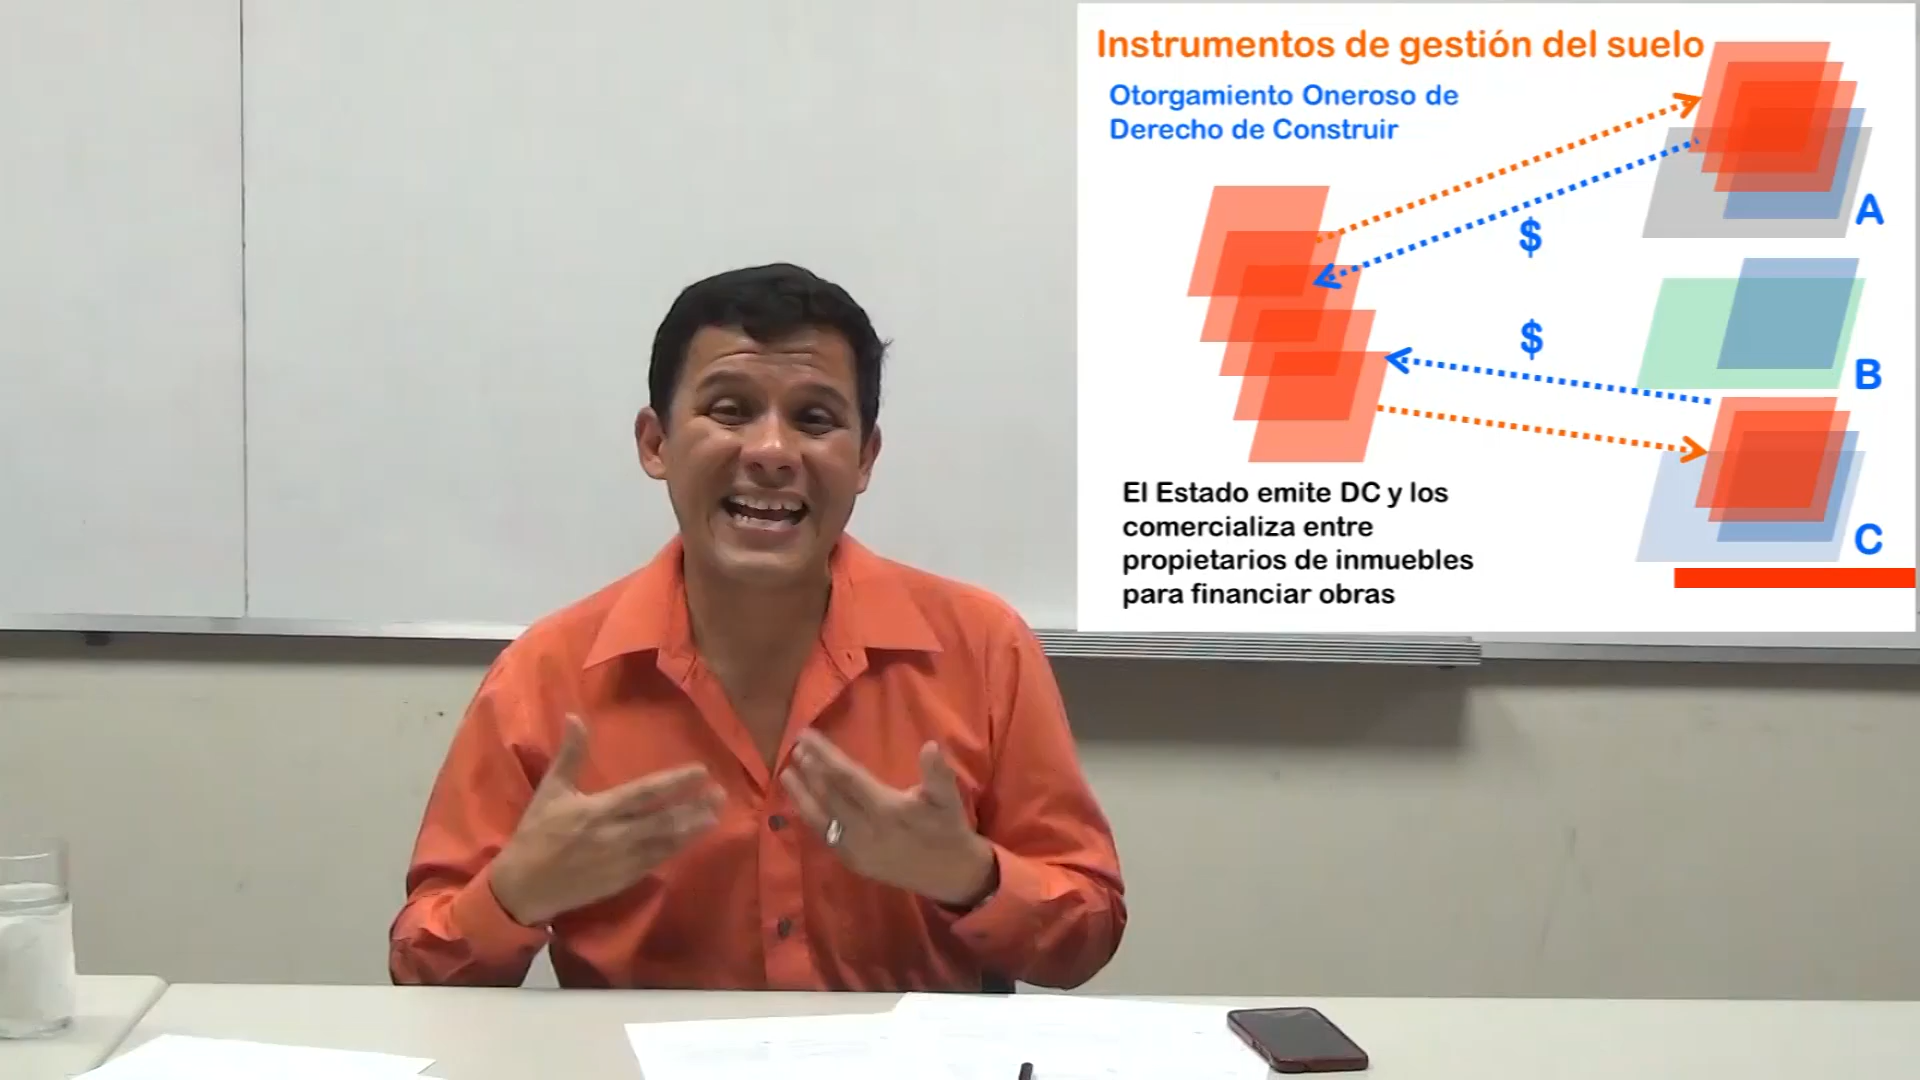 Instrumentos de gestión del suelo
Otorgamiento Oneroso de
Derecho de Construir
A
$
$
B
C
El Estado emite DC y los
comercializa entre
propietarios de inmuebles
para financiar obras